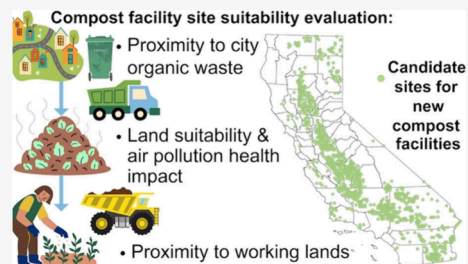 Compost facility site suitability evaluation:
• Proximity to city
organic waste
• Land suitability &
air pollution health
impact
• Proximity to working lands
Candidate
sites for
new
compost
facilities